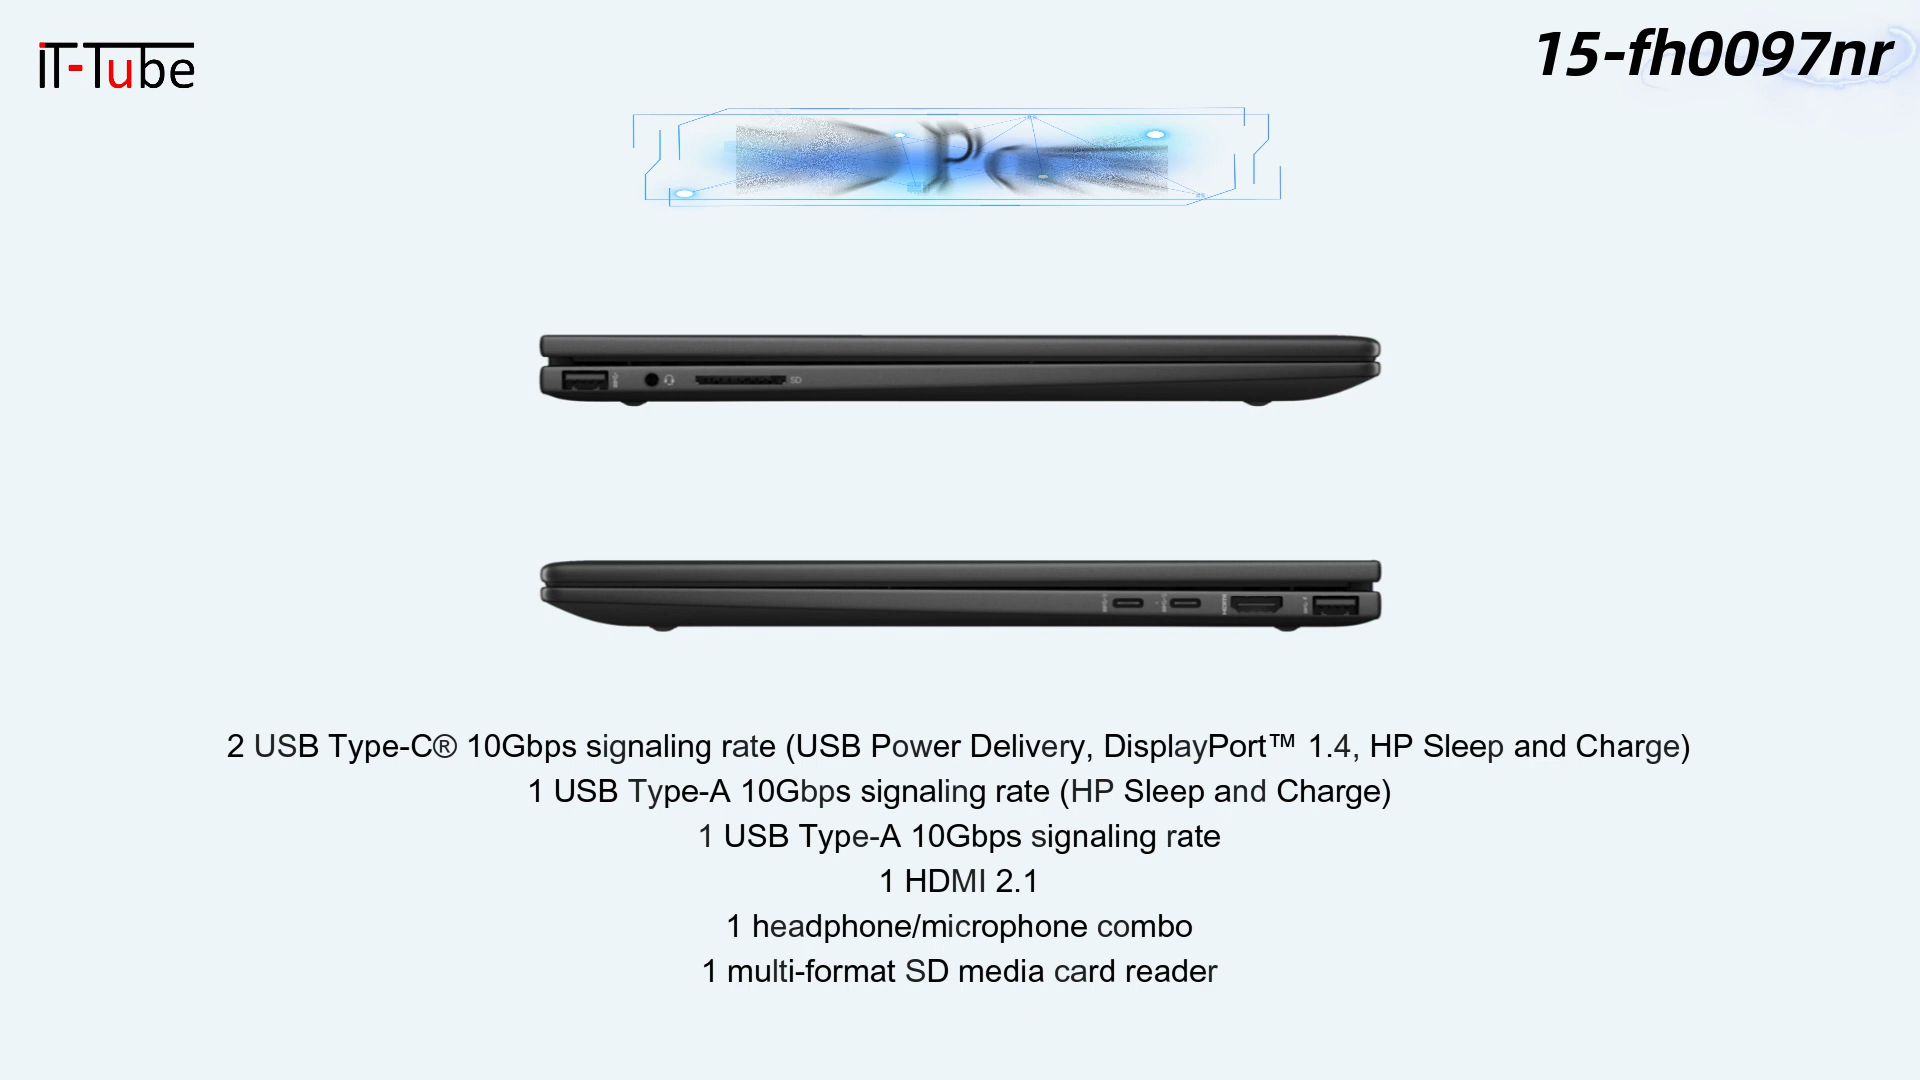 iT-Tube
15-fh0097nr
SD
HDMI
2 USB Type-C® 10Gbps signaling rate (USB Power Delivery, DisplayPort™ 1.4, HP Sleep and Charge)
1 USB Type-A 10Gbps signaling rate (HP Sleep and Charge)
1 USB Type-A 10Gbps signaling rate
1 HDMI 2.1
1 headphone/microphone combo
1 multi-format SD media card reader